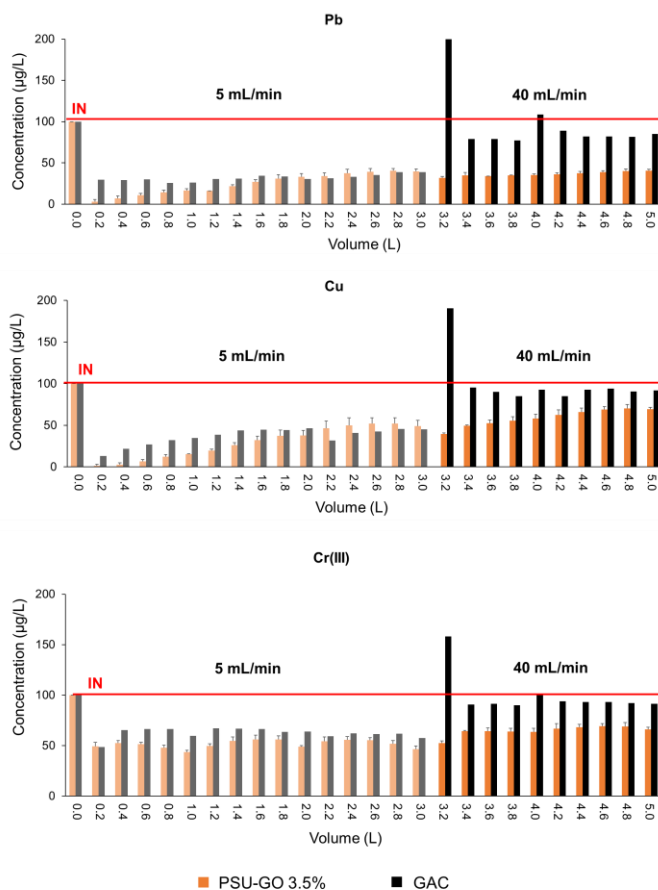 Pb
Concentration (µg/L)
200
150
100
50
0
IN
5 mL/min
40 mL/min
0.0 0.2 0.4 0.6 0.8 1.0 1.2 1.4 1.6 1.8 2.0 2.2 2.4 2.6 2.8 3.0 3.2 3.4 3.6 3.8 4.0 4.2 4.4 4.6 4.8 5.0
Volume (L)
Cu
Concentration (µg/L)
200
150
100
50
0
IN
5 mL/min
40 mL/min
0.0 0.2 0.4 0.6 0.8 1.0 1.2 1.4 1.6 1.8 2.0 2.2 2.4 2.6 2.8 3.0 3.2 3.4 3.6 3.8 4.0 4.2 4.4 4.6 4.8 5.0
Volume (L)
Cr(III)
Concentration (µg/L)
200
150
100
50
0
IN
5 mL/min
40 mL/min
0.0 0.2 0.4 0.6 0.8 1.0 1.2 1.4 1.6 1.8 2.0 2.2 2.4 2.6 2.8 3.0 3.2 3.4 3.6 3.8 4.0 4.2 4.4 4.6 4.8 5.0
Volume (L)
PSU-GO 3.5% GAC